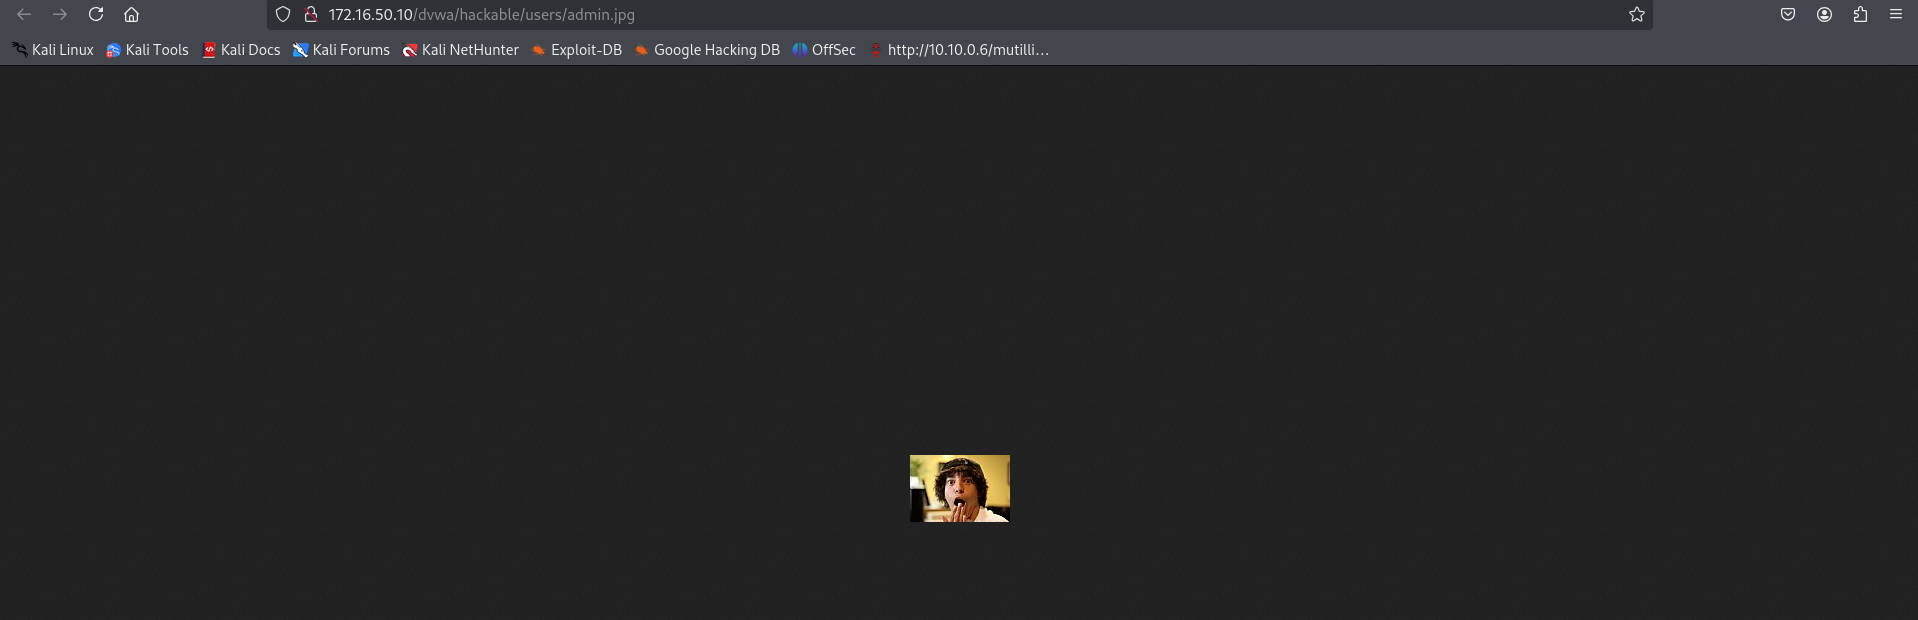 172.16.50.10/dvwa/hackable/users/admin.jpg
Kali Linux Kali Tools Kali Docs Kali Forums Kali NetHunter Exploit-DB Google Hacking DB OffSec http://10.10.0.6/mutilli…